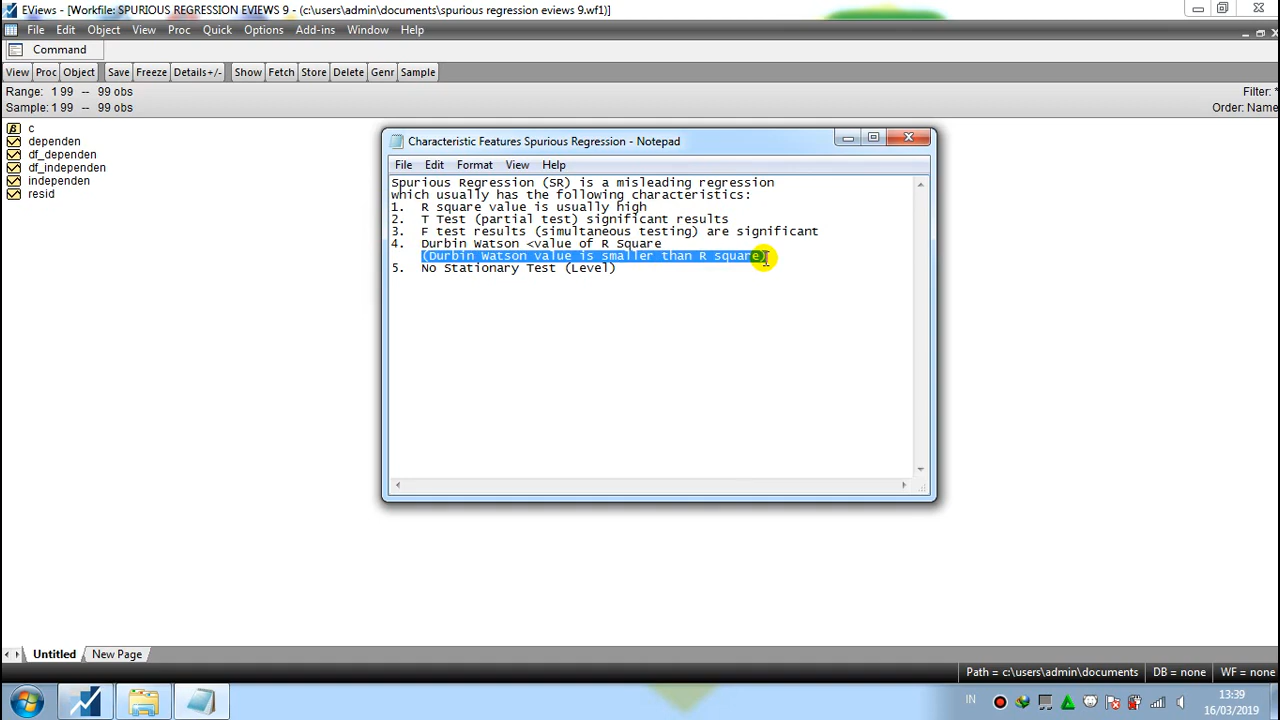 EViews - [Workfile: SPURIOUS REGRESSION EVIEWS 9 - (c:\users\admin\documents\spurious regression eviews 9.wf1)]
File Edit Object View Proc Quick Options Add-ins Window Help
Command
View Proc Object Save Freeze Details+/- Show Fetch Store Delete Genr Sample
Range: 1 99 -- 99 obs Filter: *
Sample: 1 99 -- 99 obs Order: Name
c
dependen
df_dependen
df_independen
independen
resid
Characteristic Features Spurious Regression - Notepad
File Edit Format View Help
Spurious Regression (SR) is a misleading regression
which usually has the following characteristics:
1. R square value is usually high
2. T Test (partial test) significant results
3. F test results (simultaneous testing) are significant
4. Durbin Watson <value of R Square
(Durbin Watson value is smaller than R square)
5. No Stationary Test (Level)
Untitled New Page
Path = c:\users\admin\documents DB = none WF = none
IN 13:39
16/03/2019